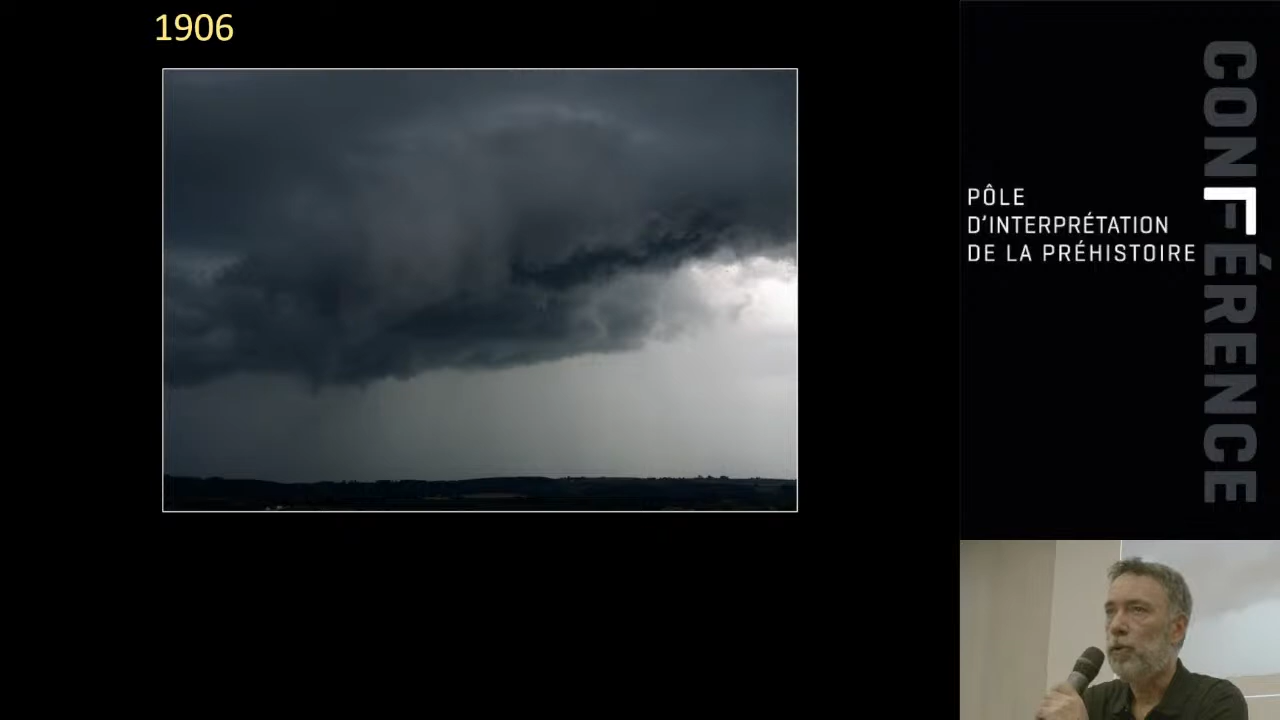 1906
PÔLE
D'INTERPRÉTATION
DE LA PRÉHISTOIRE
CONFÉRENCE